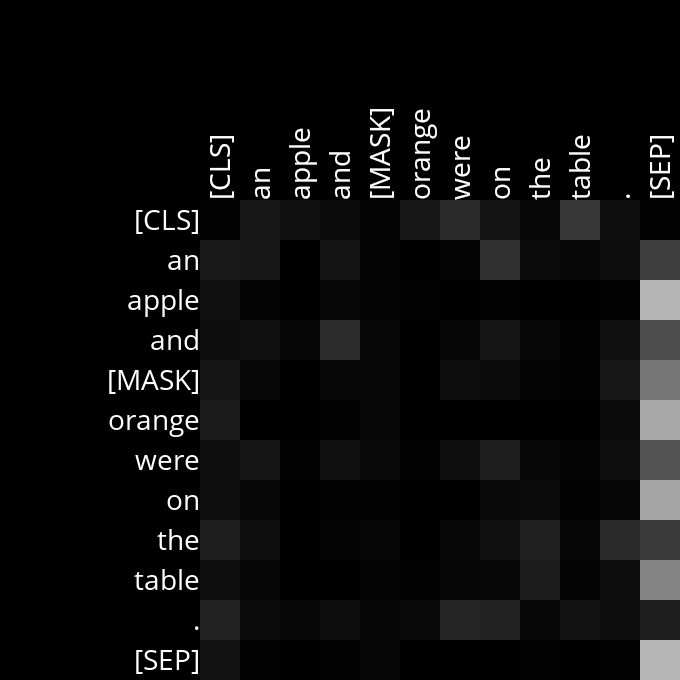 [CLS] an apple and [MASK] orange were on the table . [SEP]
[CLS]
an
apple
and
[MASK]
orange
were
on
the
table
.
[SEP]